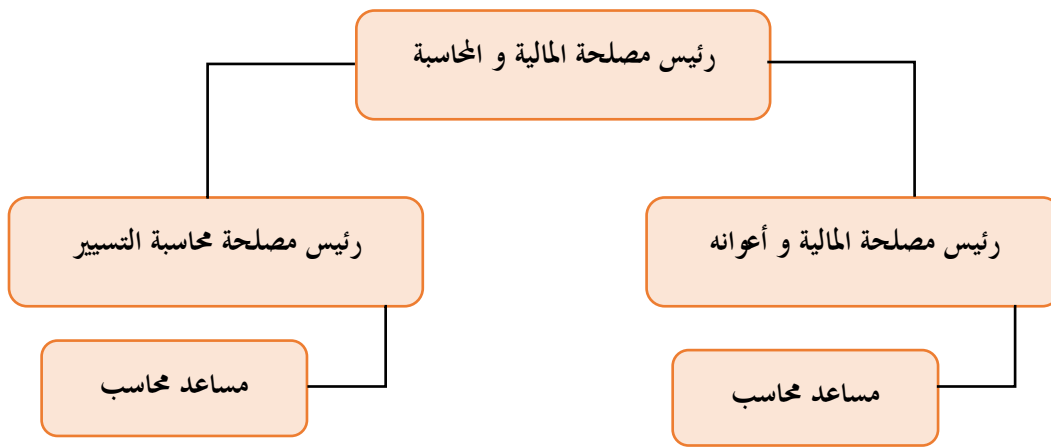 رئيس مصلحة المالية و المحاسبة
رئيس مصلحة المالية و أعوانه
رئيس مصلحة محاسبة التسيير
مساعد محاسب
مساعد محاسب